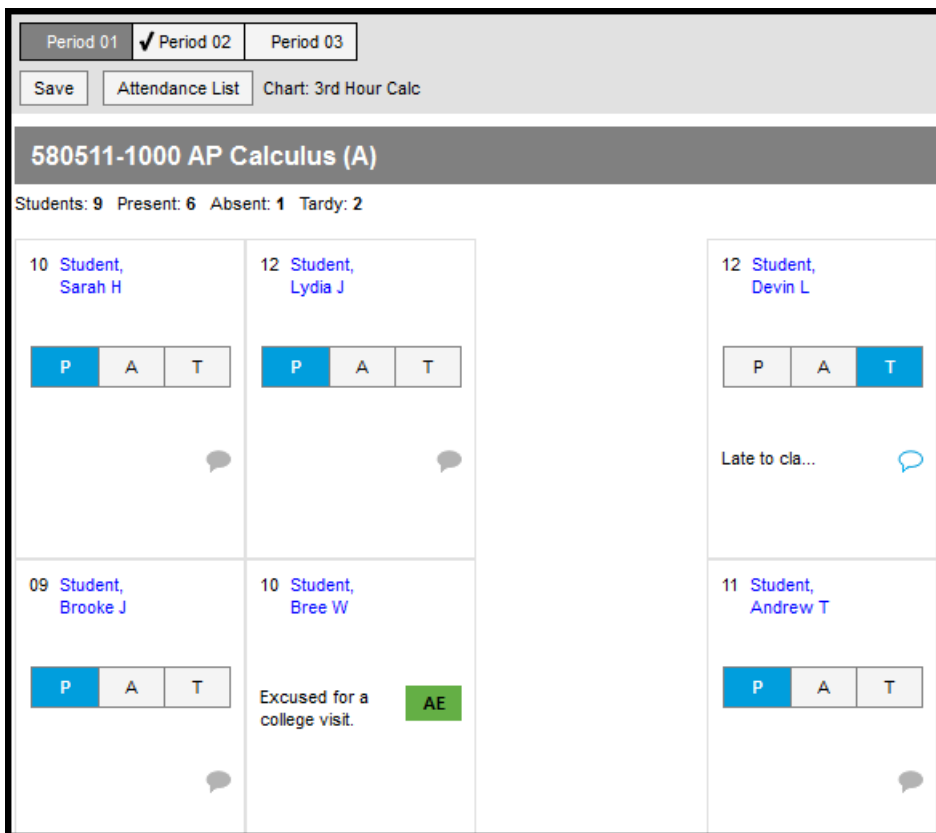 Period 01 ✓ Period 02 Period 03
Save Attendance List Chart: 3rd Hour Calc
580511-1000 AP Calculus (A)
Students: 9 Present: 6 Absent: 1 Tardy: 2
10 Student,
Sarah H
P A T
12 Student,
Lydia J
P A T
12 Student,
Devin L
P A T
Late to cla...
09 Student,
Brooke J
P A T
10 Student,
Bree W
Excused for a
college visit.
AE
11 Student,
Andrew T
P A T